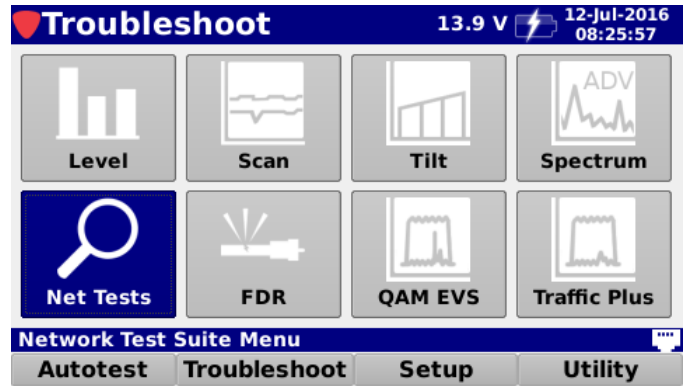 Troubleshoot
13.9 V
12-Jul-2016
08:25:57
Level
Scan
Tilt
ADV
Spectrum
Net Tests
FDR
QAM EVS
Traffic Plus
Network Test Suite Menu
Autotest
Troubleshoot
Setup
Utility